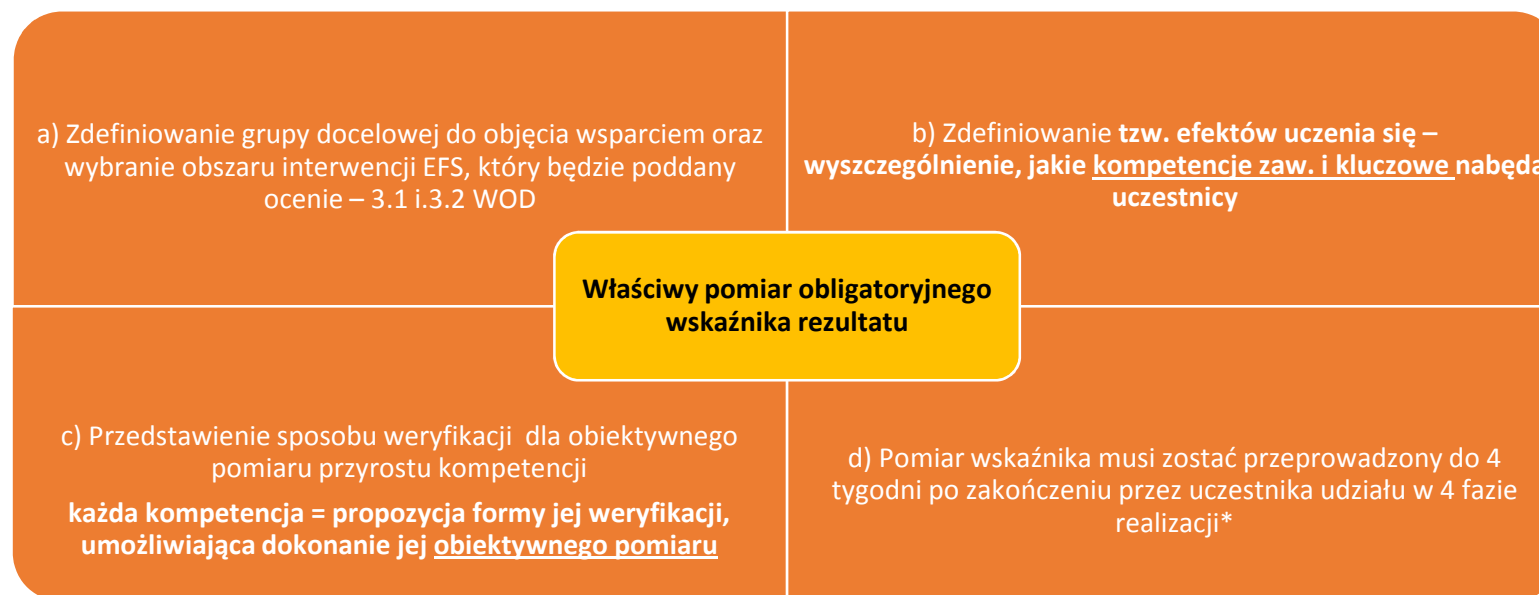 a) Zdefiniowanie grupy docelowej do objęcia wsparciem oraz
wybranie obszaru interwencji EFS, który będzie poddany
ocenie – 3.1 i.3.2 WOD
b) Zdefiniowanie tzw. efektów uczenia się –
wyszczególnienie, jakie kompetencje zaw. i kluczowe nabęda
uczestnicy
Właściwy pomiar obligatoryjnego
wskaźnika rezultatu
c) Przedstawienie sposobu weryfikacji dla obiektywnego
pomiaru przyrostu kompetencji
każda kompetencja = propozycja formy jej weryfikacji,
umożliwiająca dokonanie jej obiektywnego pomiaru
d) Pomiar wskaźnika musi zostać przeprowadzony do 4
tygodni po zakończeniu przez uczestnika udziału w 4 fazie
realizacji*